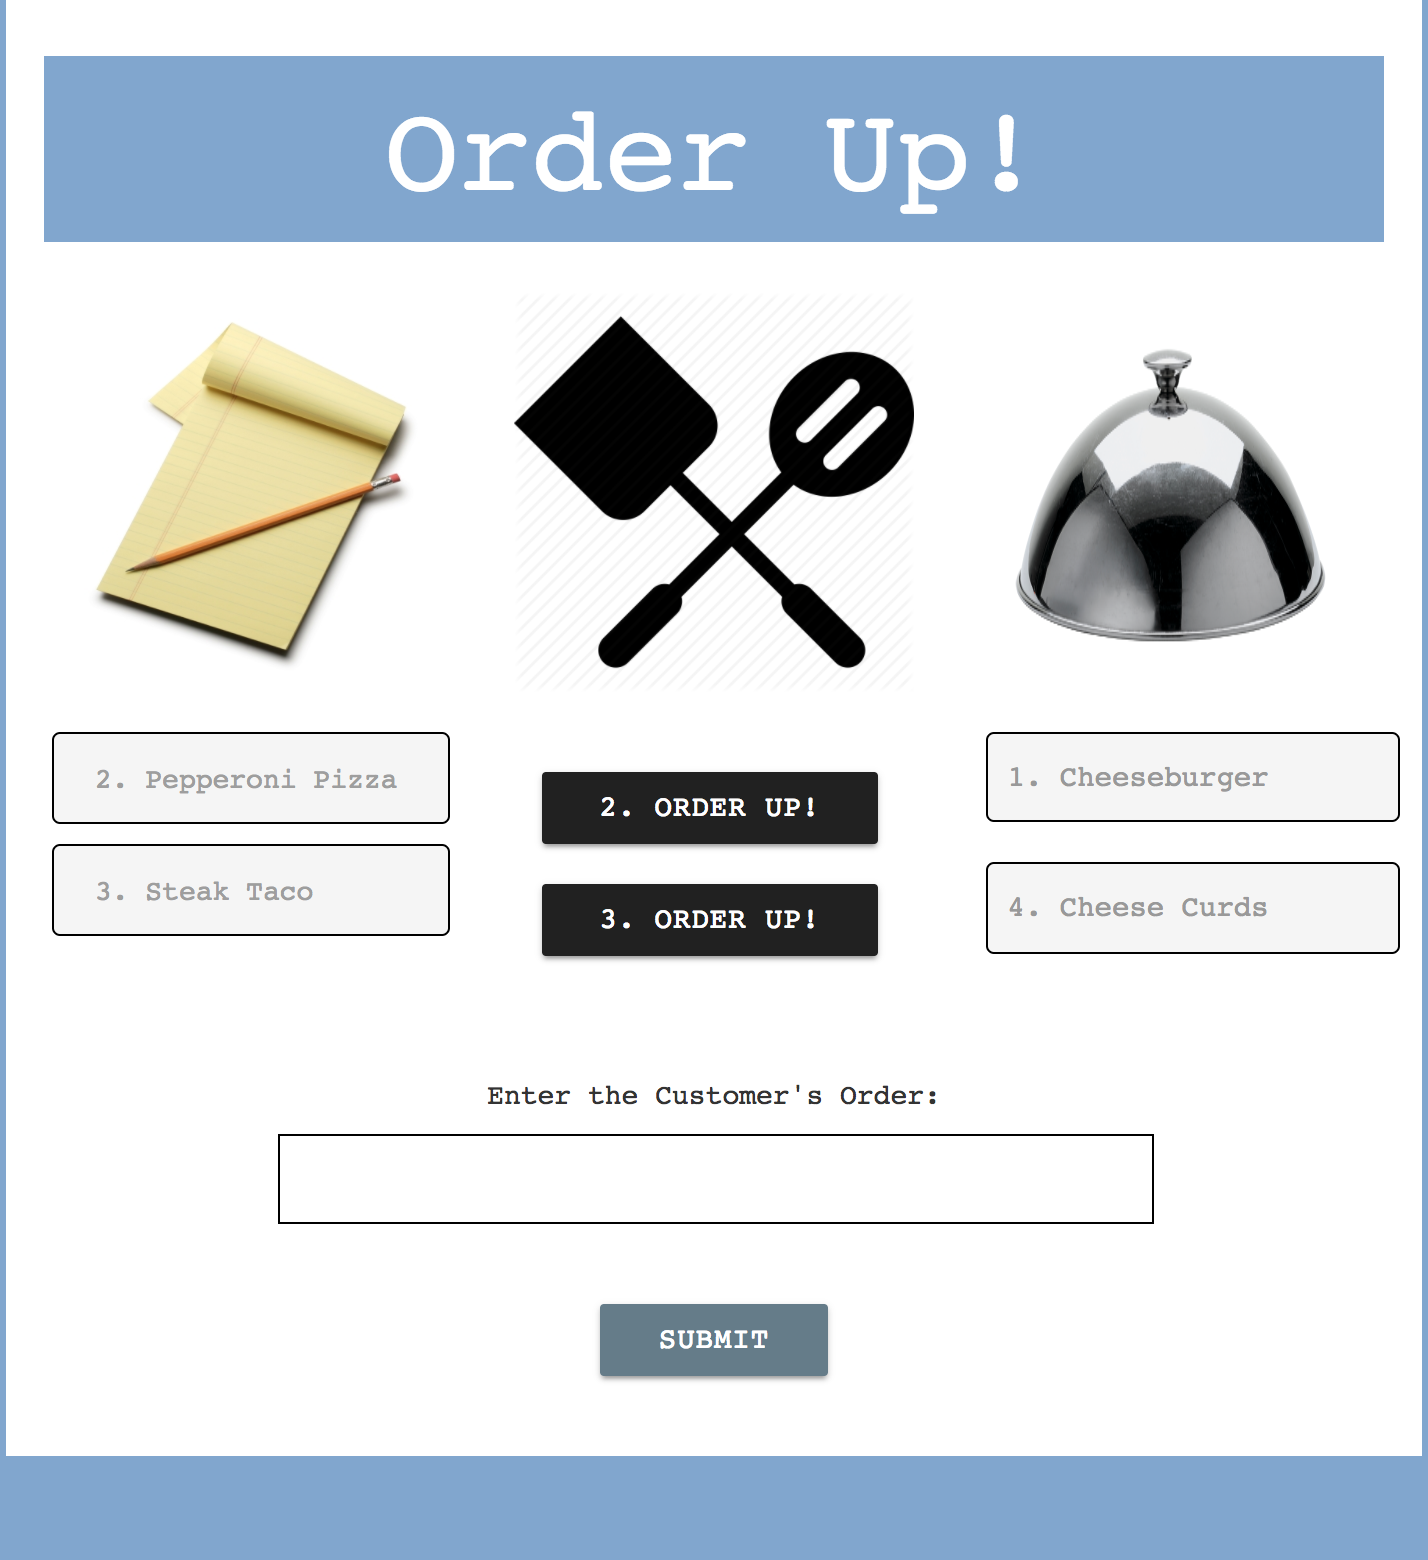 Order Up!
2. Pepperoni Pizza
3. Steak Taco
2. ORDER UP!
3. ORDER UP!
1. Cheeseburger
4. Cheese Curds
Enter the Customer's Order:
SUBMIT